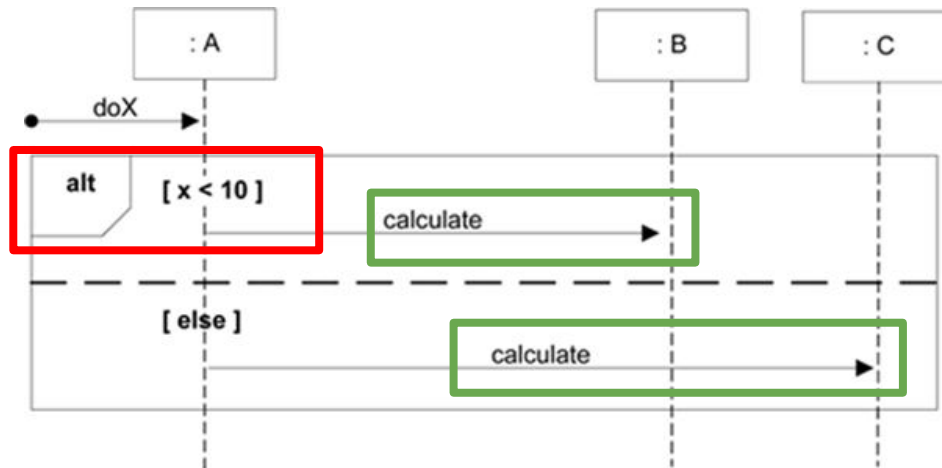 : A
: B
: C
doX
alt
[ x < 10 ]
calculate
[ else ]
calculate